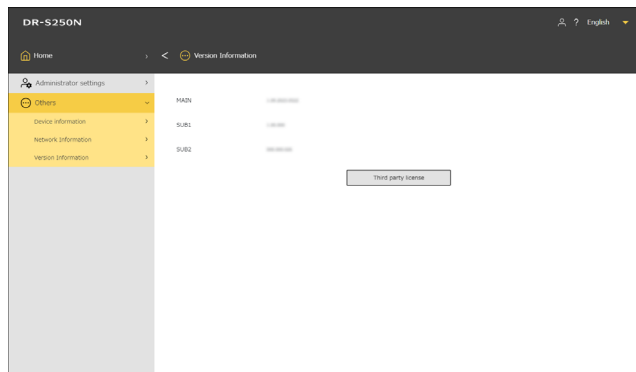 DR-S250N
? English
Home
< Version Information
Administrator settings
Others
Device information
Network Information
Version Information
MAIN
SUB1
SUB2
Third party license